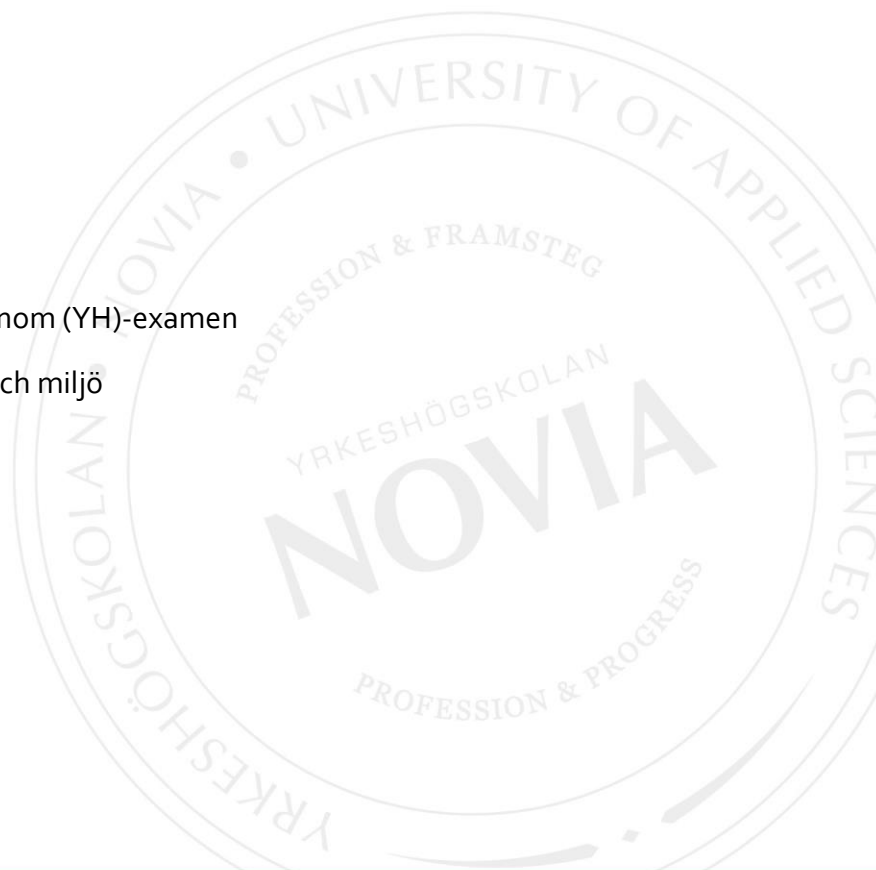 nom (YH)-examen
ch miljö
YRKESHÖGSKOLAN • NOVIA • UNIVERSITY OF APPLIED SCIENCES
PROFESSION & FRAMSTEG
YRKESHÖGSKOLAN
NOVIA
PROFESSION & PROGRESS